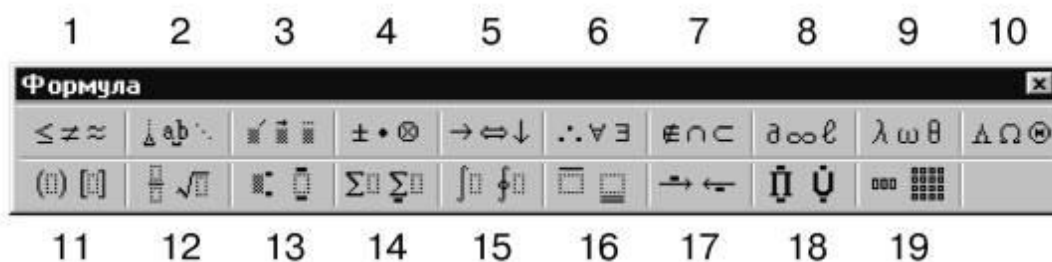 1 2 3 4 5 6 7 8 9 10
Формула
≤ ≠ ≈ a͟b ⋱ ± • ⊗ → ⇔ ↓ ∴ ∀ ∃ ∉ ∩ ⊂ ∂ ∞ ℓ λ ω θ Λ Ω Θ
(▯) [▯] √▯ Σ▯ Σ▯ ∫▯ ∮▯ → ← Π U
11 12 13 14 15 16 17 18 19